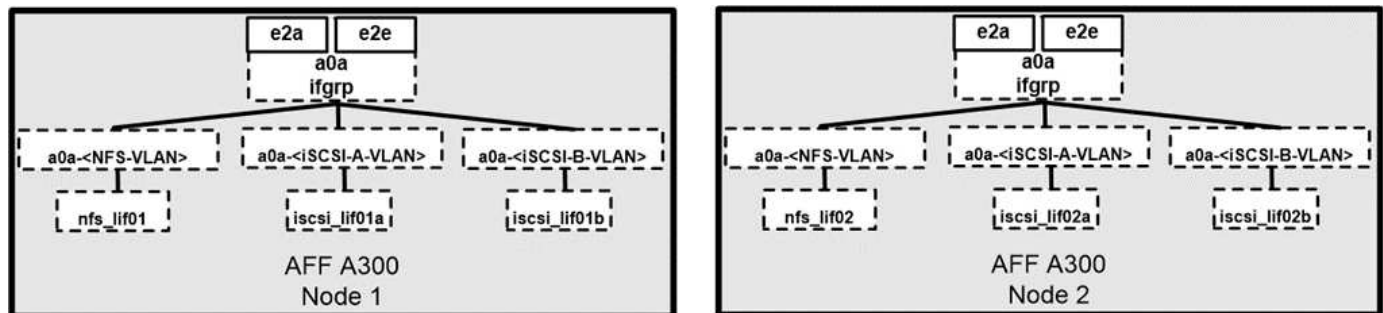 e2a e2e
a0a
ifgrp
a0a-<NFS-VLAN> a0a-<iSCSI-A-VLAN> a0a-<iSCSI-B-VLAN>
nfs_lif01 iscsi_lif01a iscsi_lif01b
AFF A300
Node 1
e2a e2e
a0a
ifgrp
a0a-<NFS-VLAN> a0a-<iSCSI-A-VLAN> a0a-<iSCSI-B-VLAN>
nfs_lif02 iscsi_lif02a iscsi_lif02b
AFF A300
Node 2